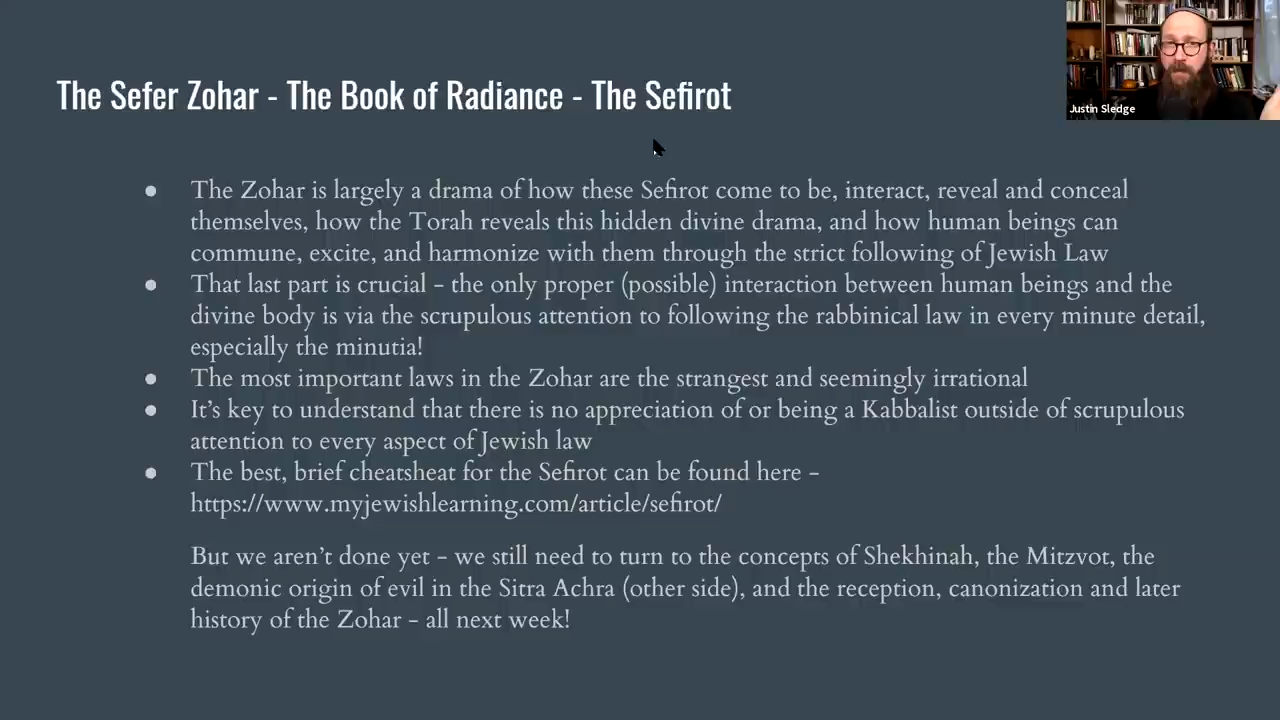 The Sefer Zohar - The Book of Radiance - The Sefirot
Justin Sledge
● The Zohar is largely a drama of how these Sefirot come to be, interact, reveal and conceal
themselves, how the Torah reveals this hidden divine drama, and how human beings can
commune, excite, and harmonize with them through the strict following of Jewish Law
● That last part is crucial - the only proper (possible) interaction between human beings and the
divine body is via the scrupulous attention to following the rabbinical law in every minute detail,
especially the minutia!
● The most important laws in the Zohar are the strangest and seemingly irrational
● It's key to understand that there is no appreciation of or being a Kabbalist outside of scrupulous
attention to every aspect of Jewish law
● The best, brief cheatsheat for the Sefirot can be found here -
https://www.myjewishlearning.com/article/sefirot/
But we aren't done yet - we still need to turn to the concepts of Shekhinah, the Mitzvot, the
demonic origin of evil in the Sitra Achra (other side), and the reception, canonization and later
history of the Zohar - all next week!